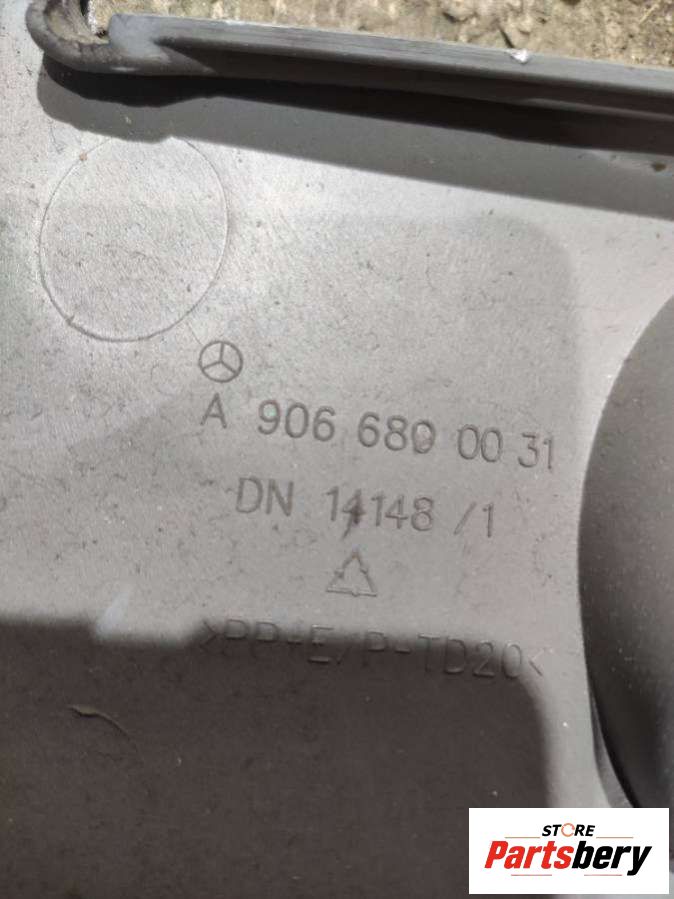 A 906 680 00 31
DN 14148 /1
>PP-E/P-TD20<
STORE
Partsbery